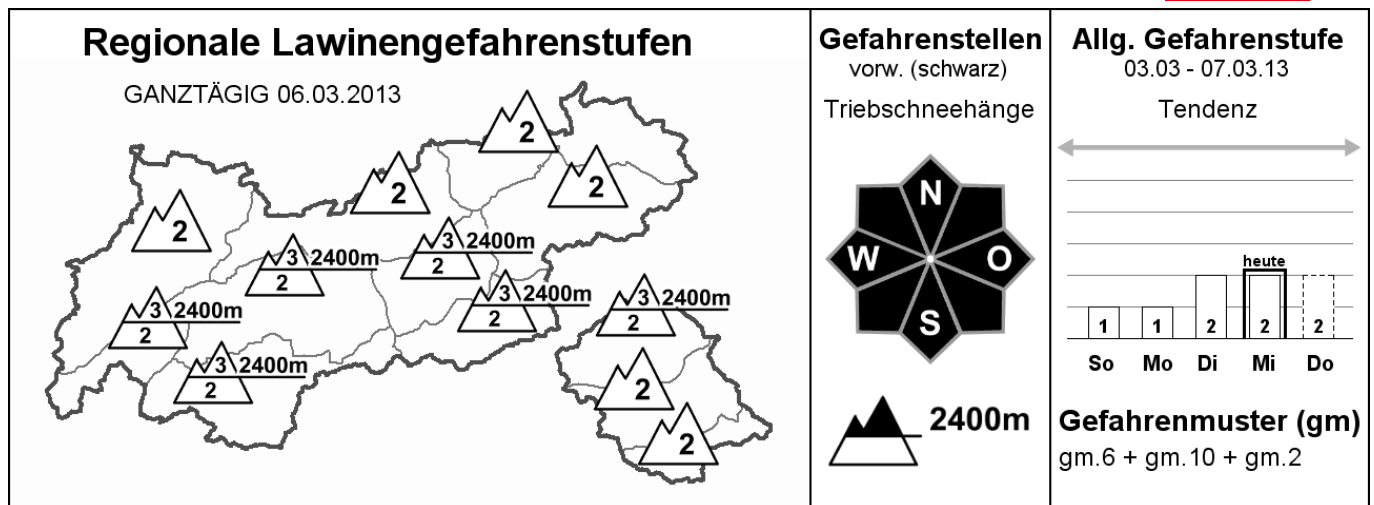 Regionale Lawinengefahrenstufen
GANZTÄGIG 06.03.2013
2
2
2
2
3 2400m
2
3 2400m
2
3 2400m
2
3 2400m
2
3 2400m
2
3 2400m
2
2
2
Gefahrenstellen
vorw. (schwarz)
Triebschneehänge
N
W O
S
2400m
Allg. Gefahrenstufe
03.03 - 07.03.13
Tendenz
heute
1 1 2 2 2
So Mo Di Mi Do
Gefahrenmuster (gm)
gm.6 + gm.10 + gm.2